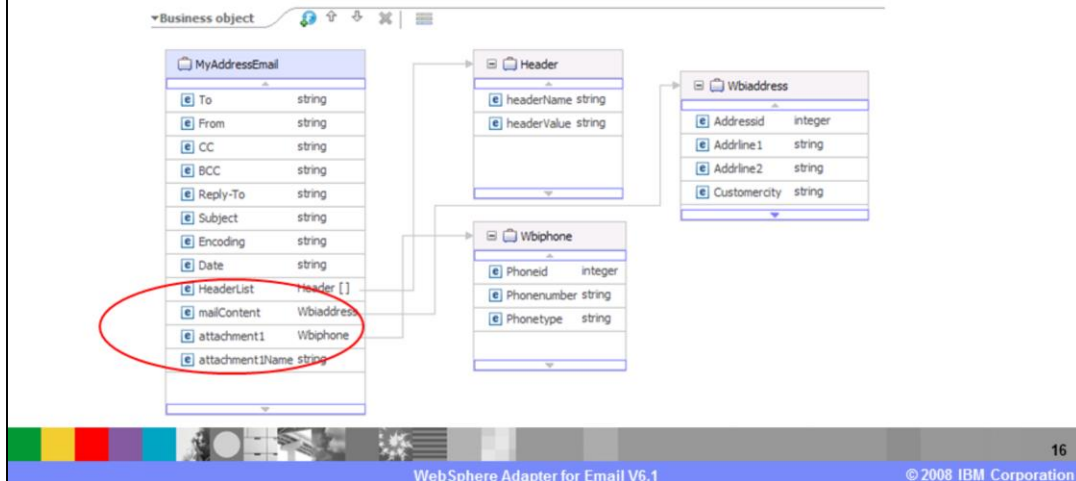 Business object
MyAddressEmail
To string
From string
CC string
BCC string
Reply-To string
Subject string
Encoding string
Date string
HeaderList Header [ ]
mailContent Wbiaddress
attachment1 Wbiphone
attachment1Name string
Header
headerName string
headerValue string
Wbiphone
Phoneid integer
Phonenumber string
Phonetype string
Wbiaddress
Addressid integer
Addrline1 string
Addrline2 string
Customercity string
16
WebSphere Adapter for Email V6.1 © 2008 IBM Corporation